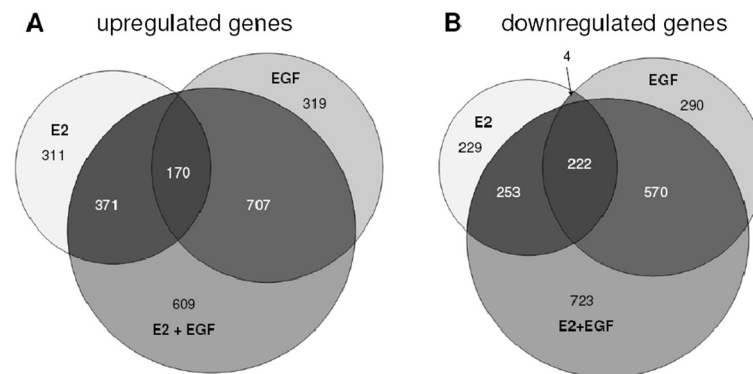 A upregulated genes
E2
311
EGF
319
170
371
707
609
E2 + EGF
B downregulated genes
4
E2
229
EGF
290
222
253
570
723
E2+EGF